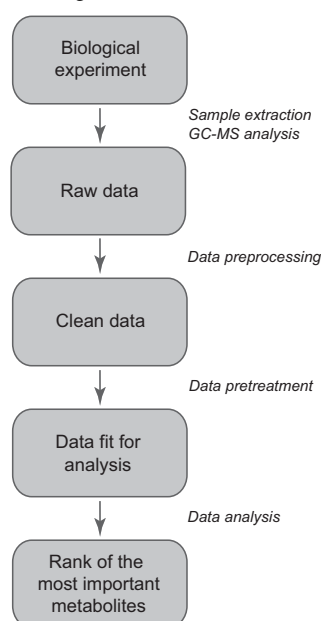 Biological
experiment
Sample extraction
GC-MS analysis
Raw data
Data preprocessing
Clean data
Data pretreatment
Data fit for
analysis
Data analysis
Rank of the
most important
metabolites